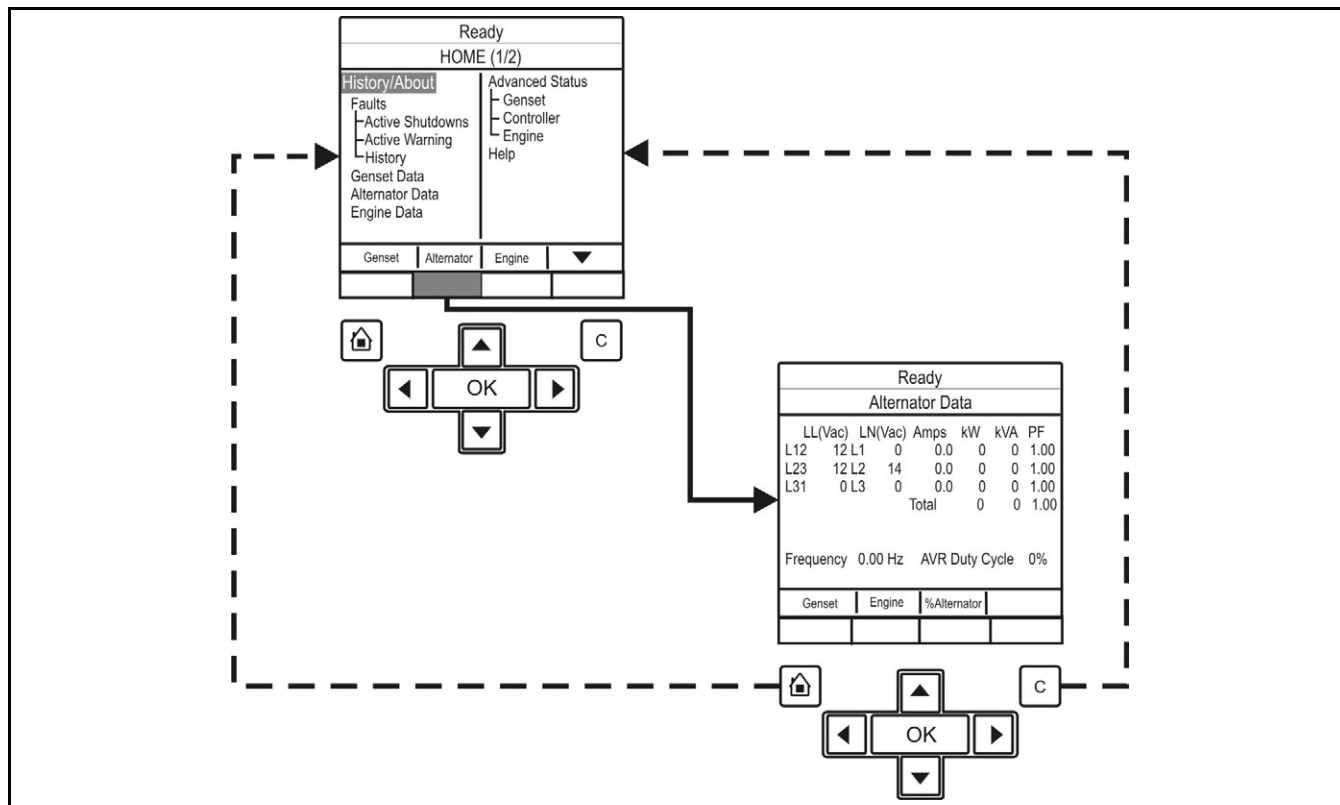 Ready
HOME (1/2)
History/About
Faults
Active Shutdowns
Active Warning
History
Genset Data
Alternator Data
Engine Data
Advanced Status
Genset
Controller
Engine
Help
Genset Alternator Engine
C
OK
Ready
Alternator Data
LL(Vac) LN(Vac) Amps kW kVA PF
L12 12 L1 0 0.0 0 0 1.00
L23 12 L2 14 0.0 0 0 1.00
L31 0 L3 0 0.0 0 0 1.00
Total 0 0 1.00
Frequency 0.00 Hz AVR Duty Cycle 0%
Genset Engine %Alternator
C
OK